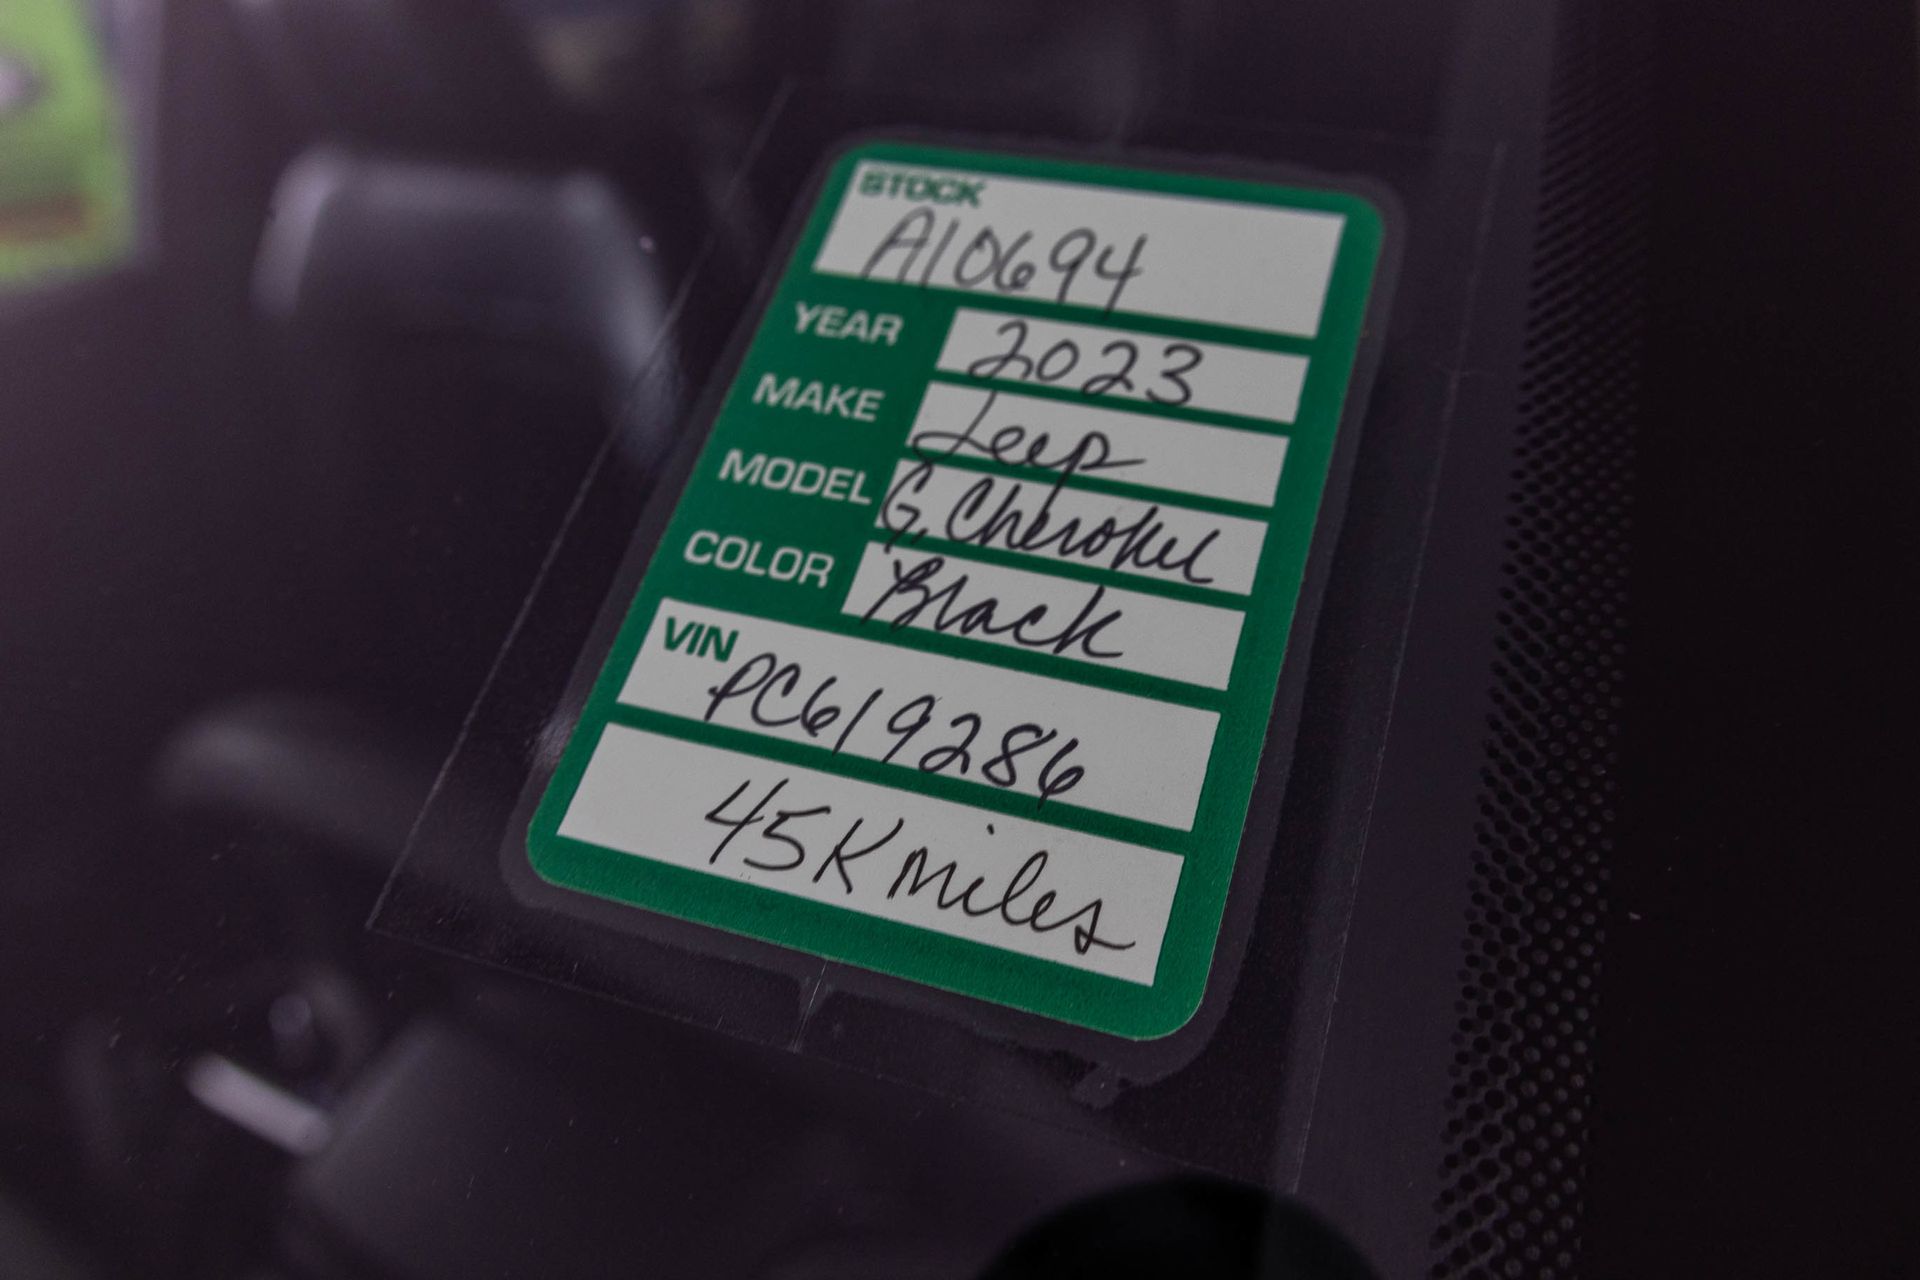 STOCK
A10694
YEAR 2023
MAKE Jeep
MODEL G. Cherokee
COLOR Black
VIN PC619286
45K miles